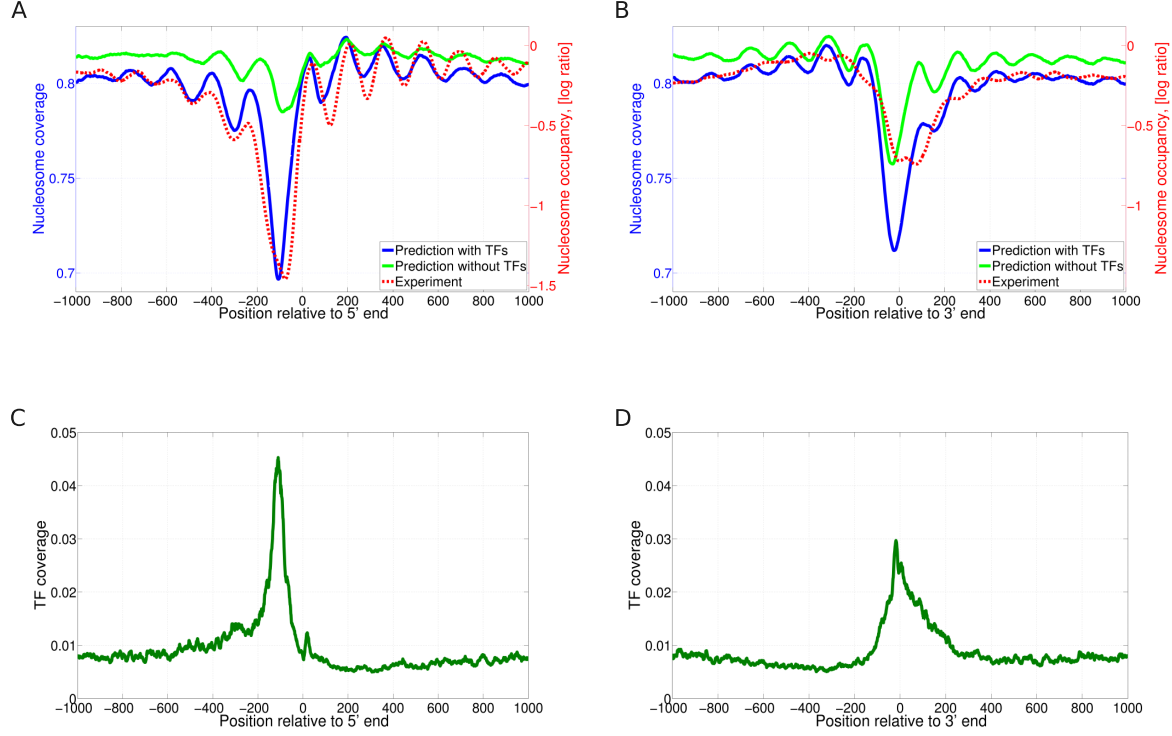 A
Nucleosome coverage
0.8
0.75
0.7
0
−0.5
−1
−1.5
Nucleosome occupancy, [log ratio]
Prediction with TFs
Prediction without TFs
Experiment
−1000 −800 −600 −400 −200 0 200 400 600 800 1000
Position relative to 5' end
B
Nucleosome coverage
0.8
0.75
0.7
0
−0.5
−1
Nucleosome occupancy, [log ratio]
Prediction with TFs
Prediction without TFs
Experiment
−1000 −800 −600 −400 −200 0 200 400 600 800 1000
Position relative to 3' end
C
TF coverage
0.05
0.04
0.03
0.02
0.01
0
−1000 −800 −600 −400 −200 0 200 400 600 800 1000
Position relative to 5' end
D
TF coverage
0.05
0.04
0.03
0.02
0.01
0
−1000 −800 −600 −400 −200 0 200 400 600 800 1000
Position relative to 3' end